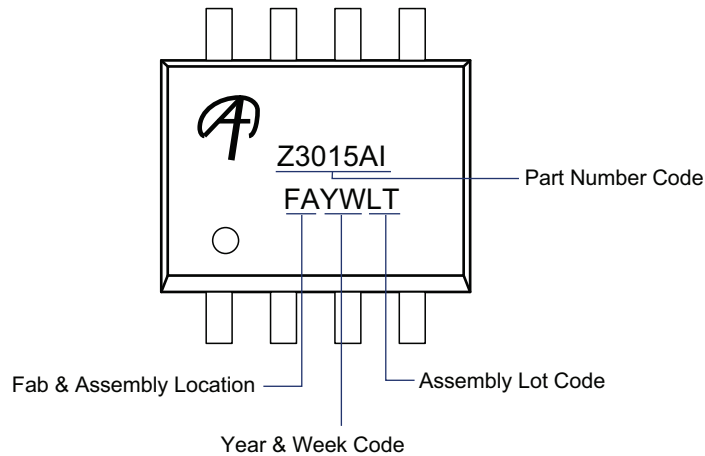 Z3015AI
Part Number Code
FAYWLT
Fab & Assembly Location
Assembly Lot Code
Year & Week Code